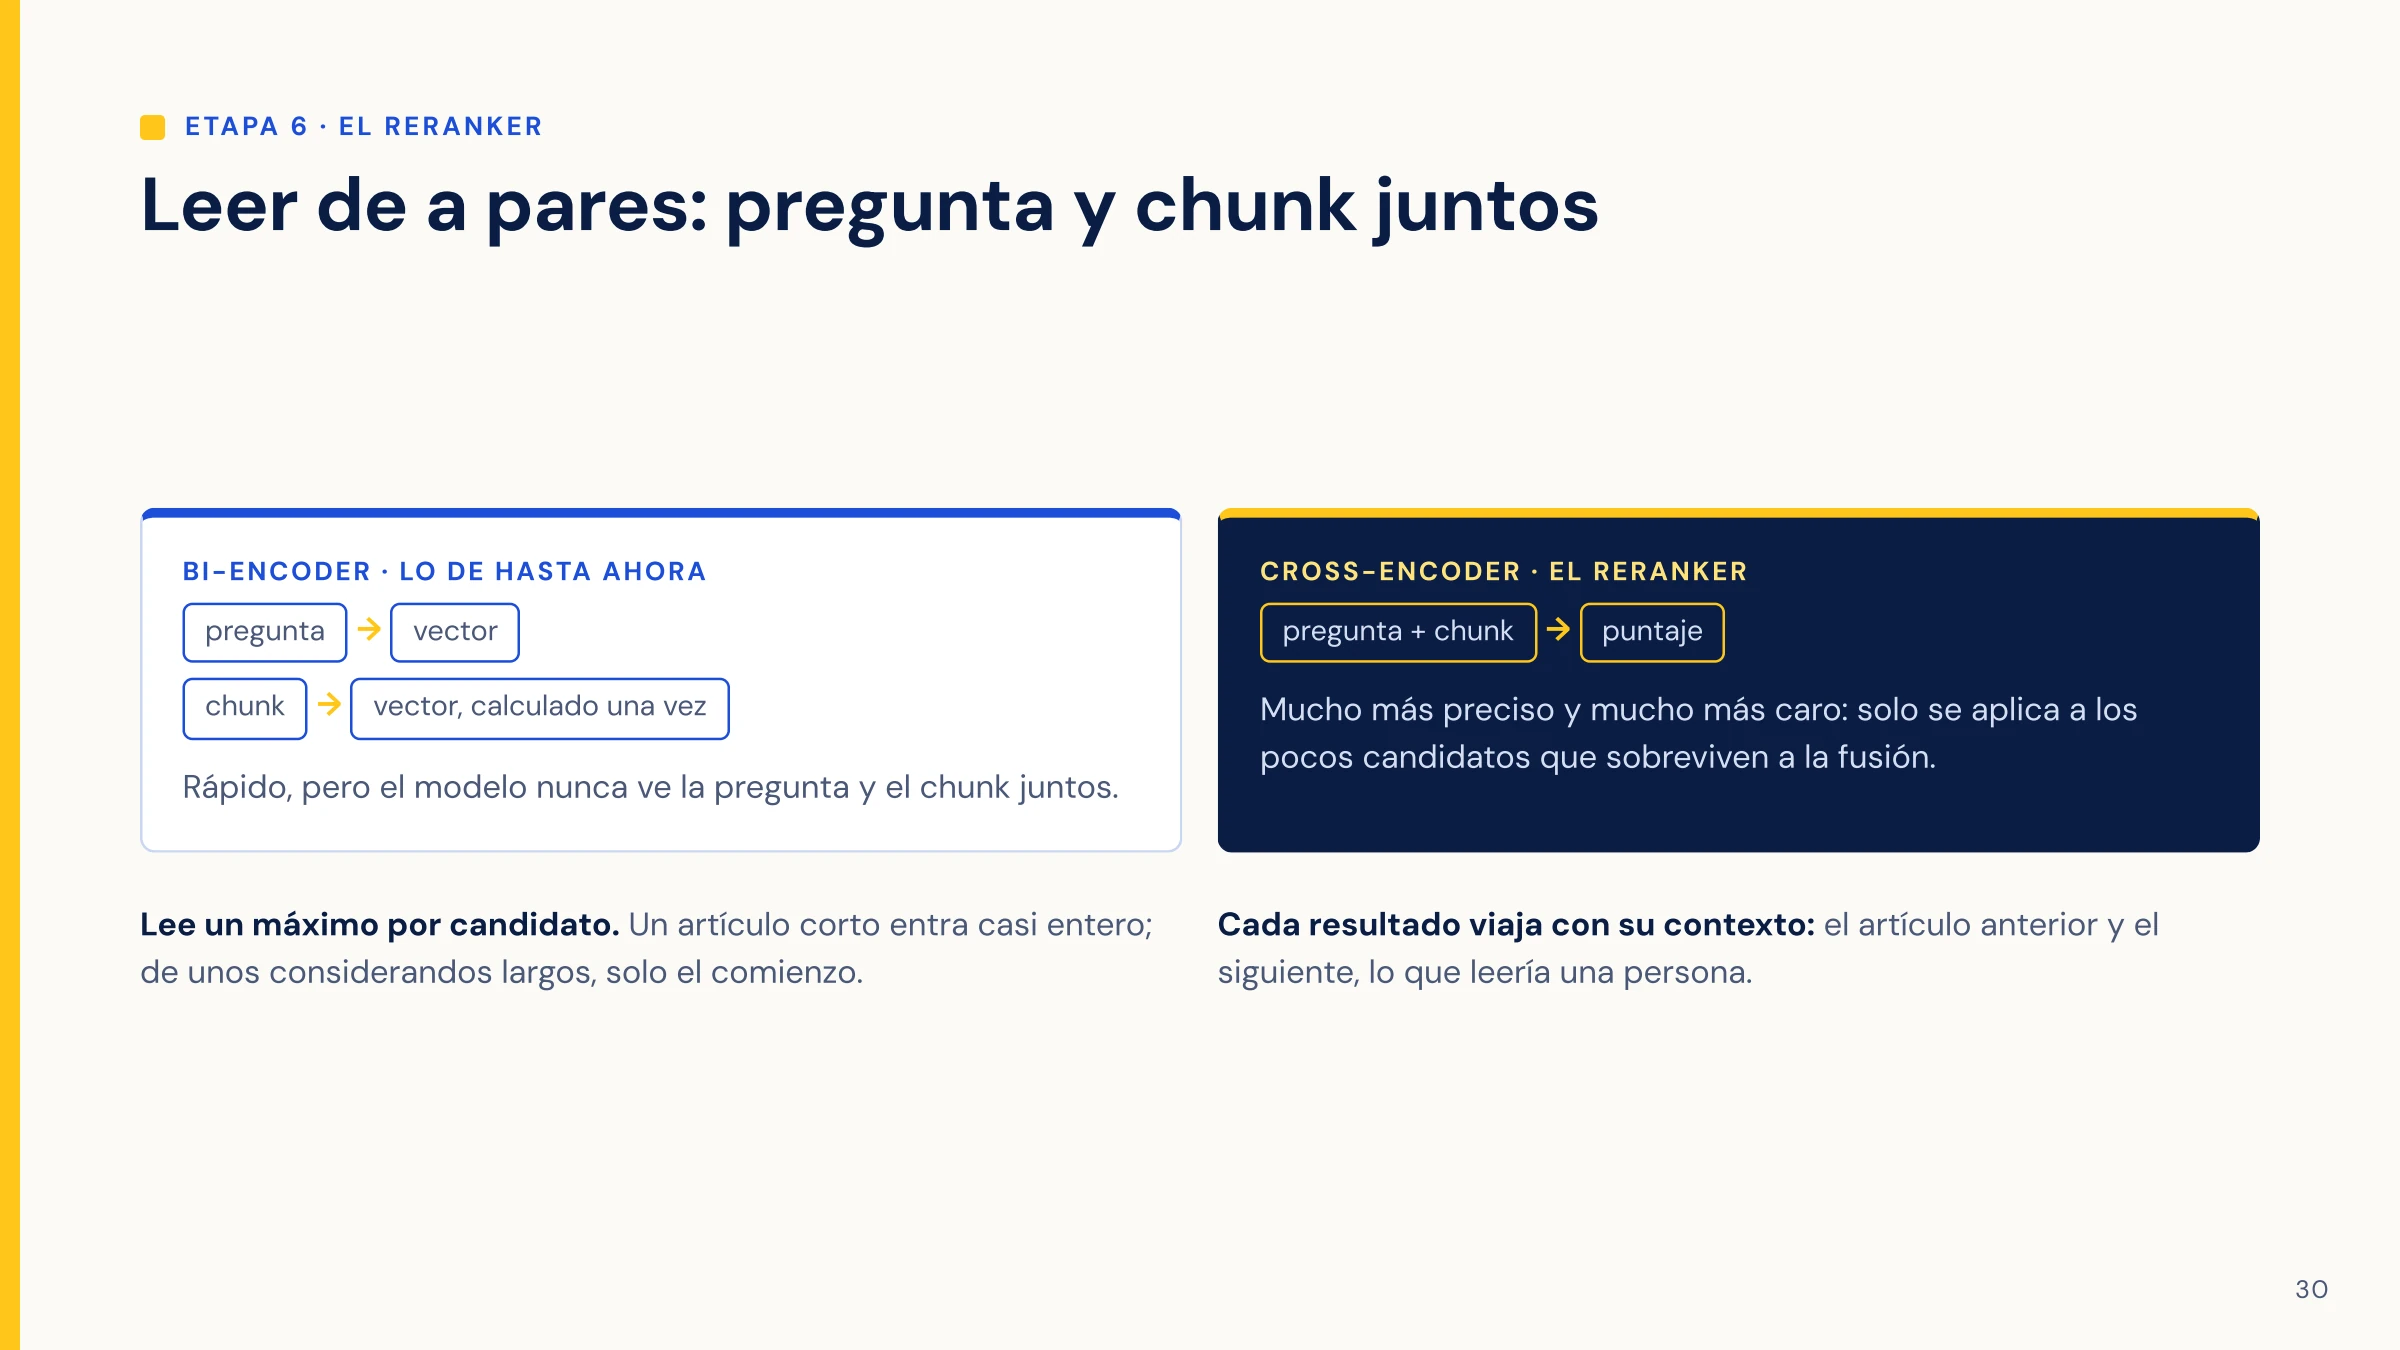 ETAPA 6 · EL RERANKER
Leer de a pares: pregunta y chunk juntos
BI-ENCODER · LO DE HASTA AHORA
pregunta → vector
chunk → vector, calculado una vez
Rápido, pero el modelo nunca ve la pregunta y el chunk juntos.
CROSS-ENCODER · EL RERANKER
pregunta + chunk → puntaje
Mucho más preciso y mucho más caro: solo se aplica a los
pocos candidatos que sobreviven a la fusión.
Lee un máximo por candidato. Un artículo corto entra casi entero;
de unos considerandos largos, solo el comienzo.
Cada resultado viaja con su contexto: el artículo anterior y el
siguiente, lo que leería una persona.
30